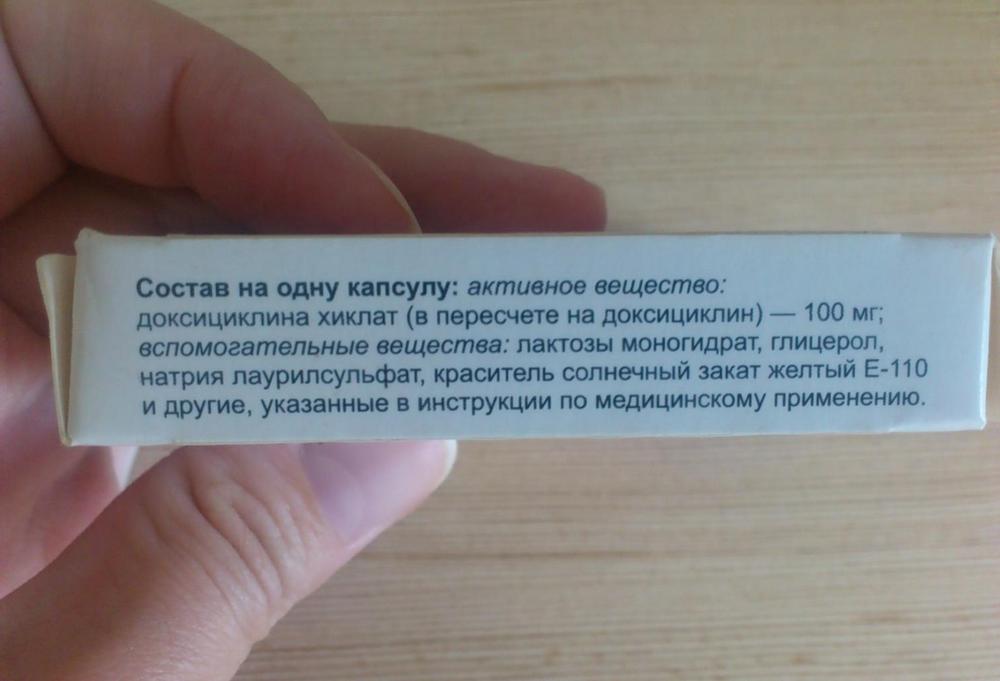 Состав на одну капсулу: активное вещество:
доксициклина хиклат (в пересчете на доксициклин) — 100 мг;
вспомогательные вещества: лактозы моногидрат, глицерол,
натрия лаурилсульфат, краситель солнечный закат желтый Е-110
и другие, указанные в инструкции по медицинскому применению.